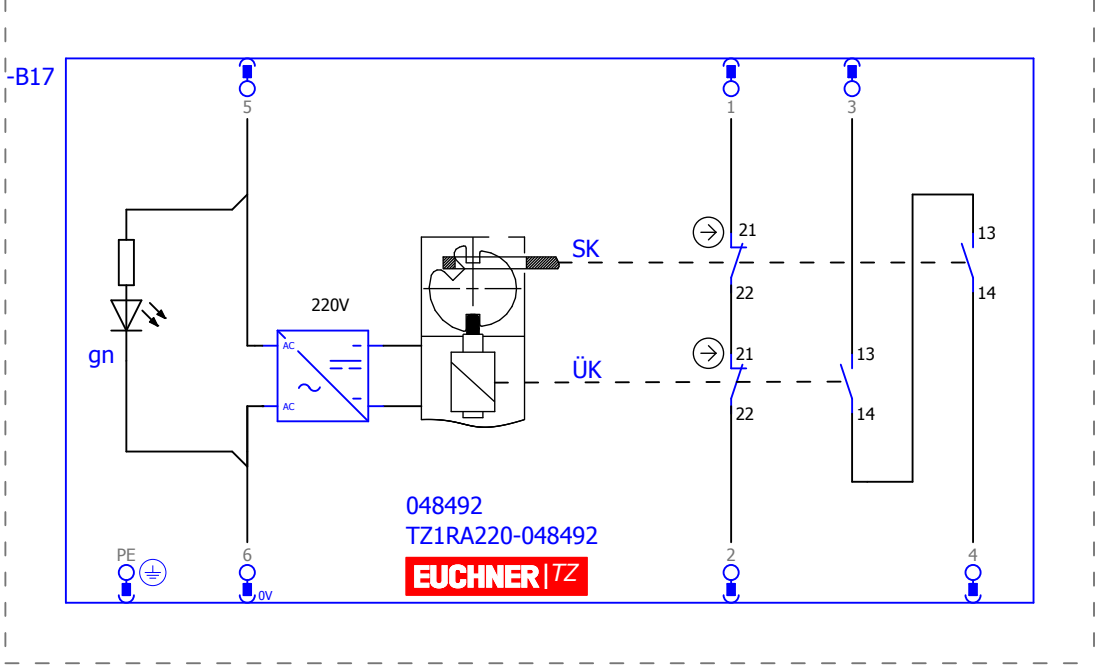 -B17
5
1
3
21
13
SK
22
14
220V
gn
AC
21
13
ÜK
AC
22
14
048492
TZ1RA220-048492
EUCHNER|TZ
PE
6
2
4
0V